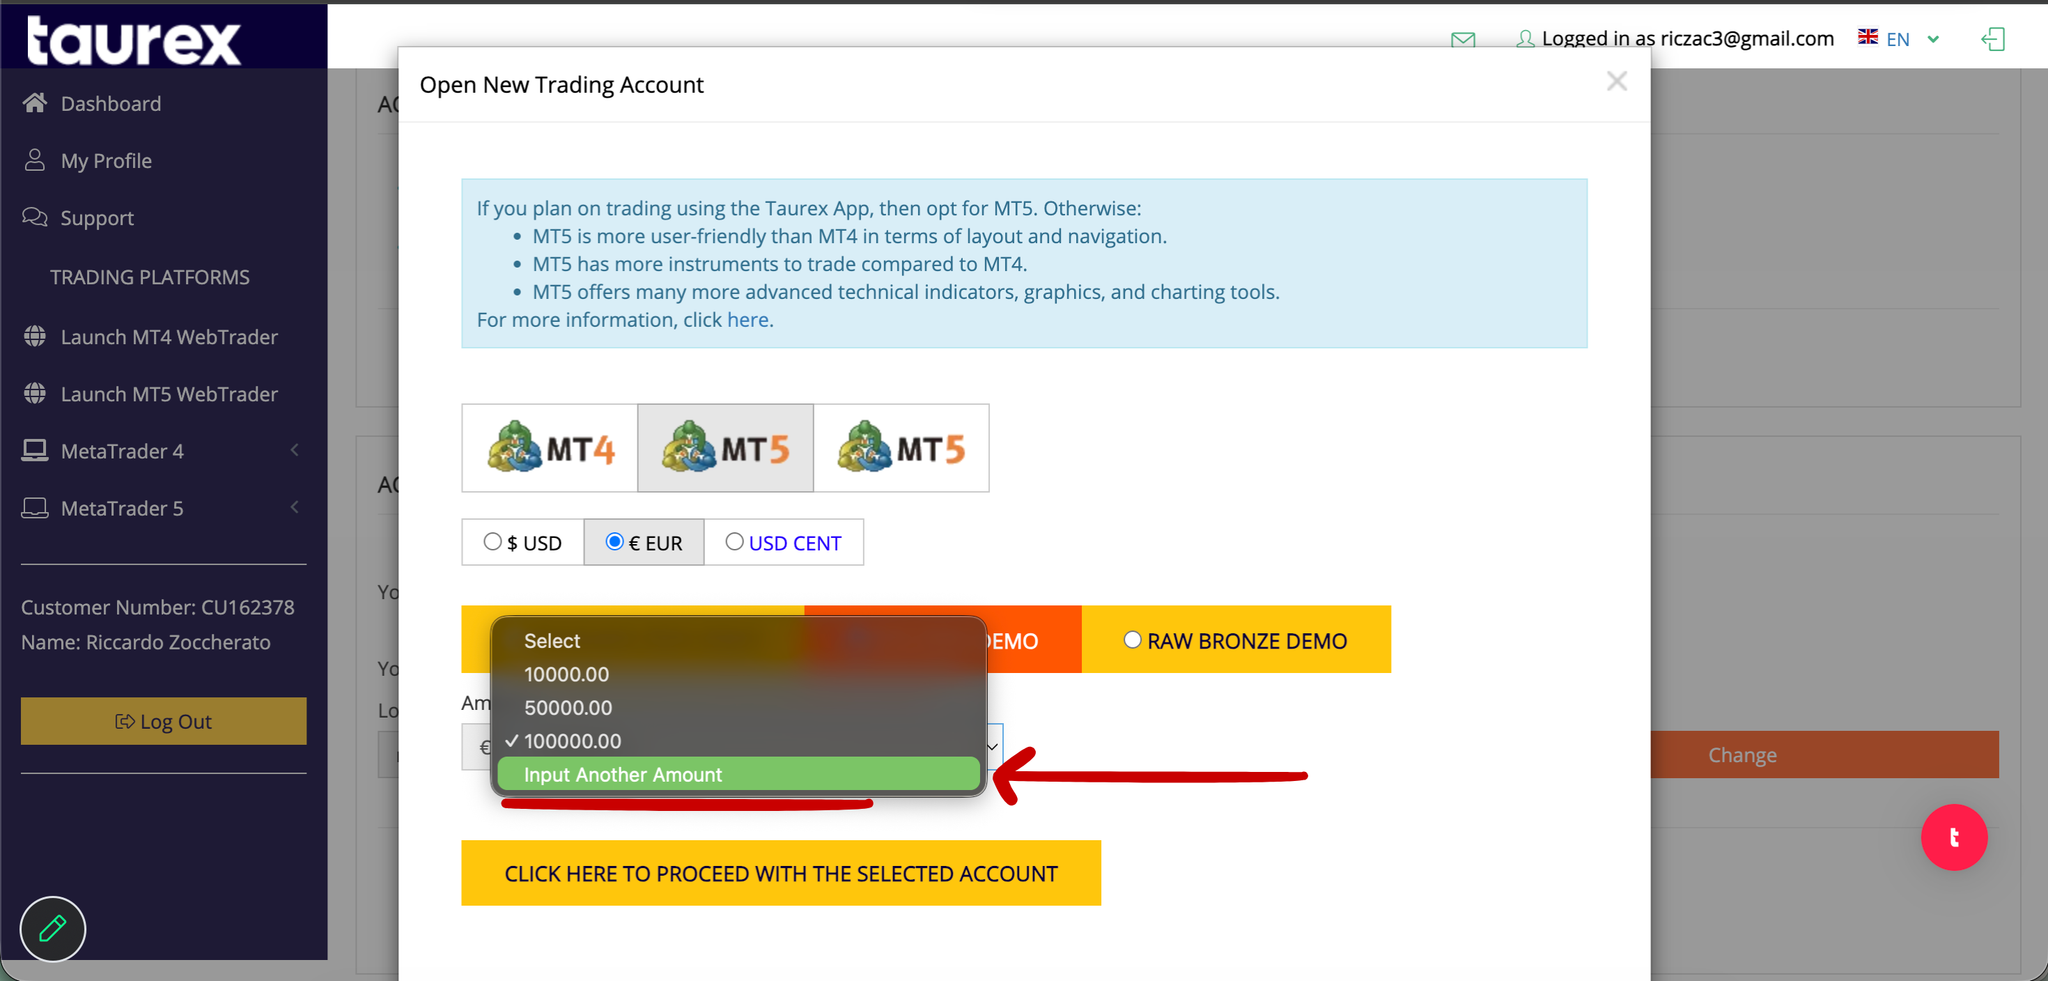 taurex
Logged in as riczac3@gmail.com
EN
Dashboard
My Profile
Support
TRADING PLATFORMS
Launch MT4 WebTrader
Launch MT5 WebTrader
MetaTrader 4
MetaTrader 5
Customer Number: CU162378
Name: Riccardo Zoccherato
Log Out
Open New Trading Account
If you plan on trading using the Taurex App, then opt for MT5. Otherwise:
• MT5 is more user-friendly than MT4 in terms of layout and navigation.
• MT5 has more instruments to trade compared to MT4.
• MT5 offers many more advanced technical indicators, graphics, and charting tools.
For more information, click here.
MT4
MT5
MT5
$ USD
€ EUR
USD CENT
DEMO
RAW BRONZE DEMO
Select
10000.00
50000.00
✓ 100000.00
Input Another Amount
€
CLICK HERE TO PROCEED WITH THE SELECTED ACCOUNT
Change
t